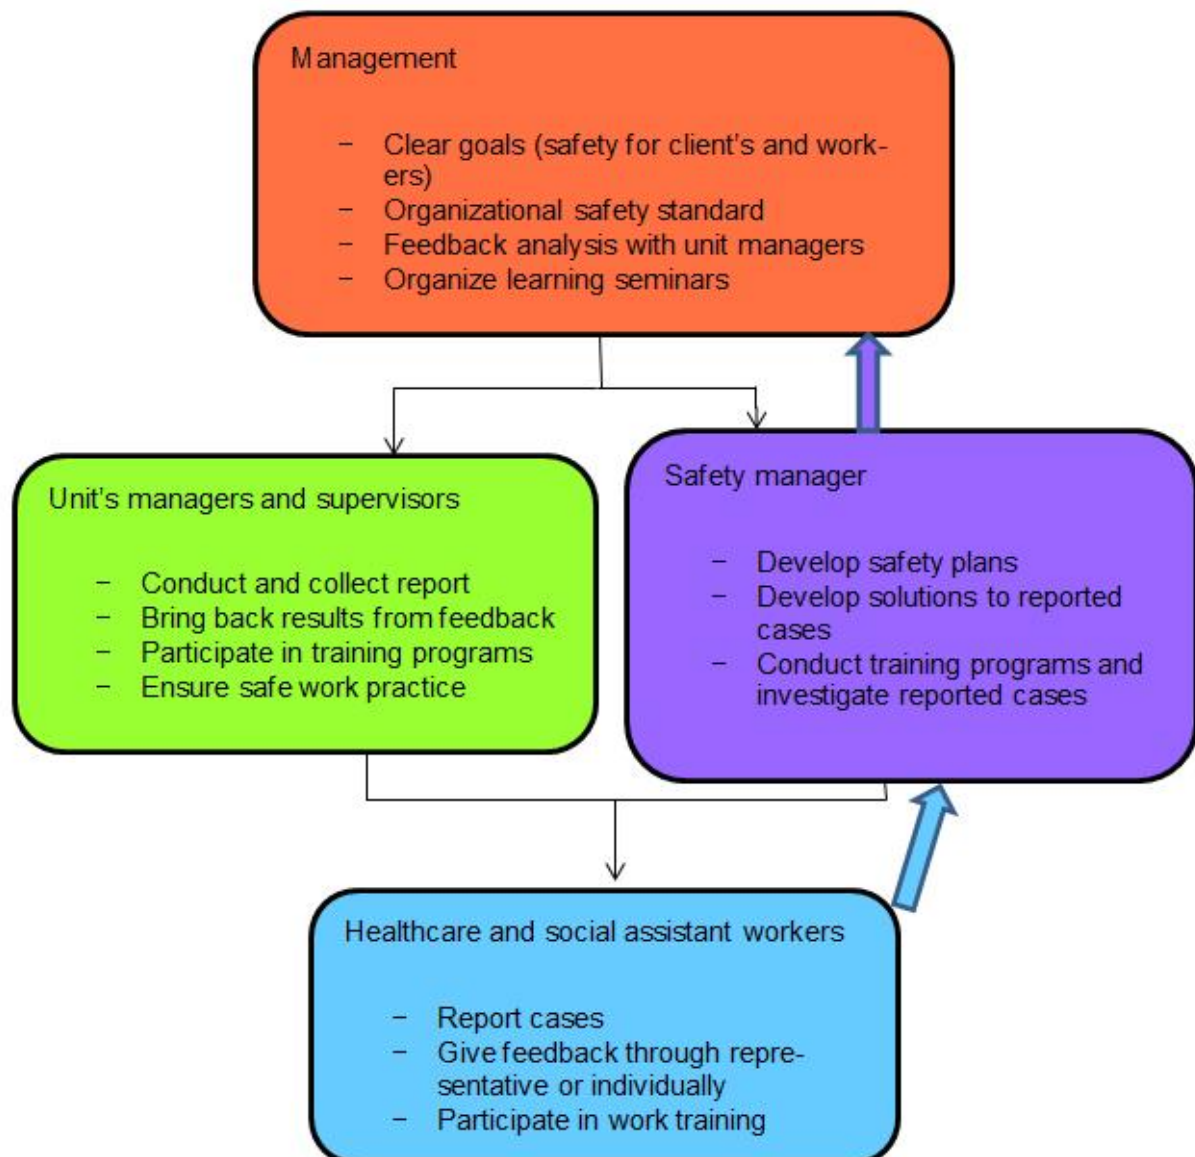 Management
- Clear goals (safety for client's and work-
ers)
- Organizational safety standard
- Feedback analysis with unit managers
- Organize learning seminars
Unit's managers and supervisors
- Conduct and collect report
- Bring back results from feedback
- Participate in training programs
- Ensure safe work practice
Safety manager
- Develop safety plans
- Develop solutions to reported
cases
- Conduct training programs and
investigate reported cases
Healthcare and social assistant workers
- Report cases
- Give feedback through repre-
sentative or individually
- Participate in work training